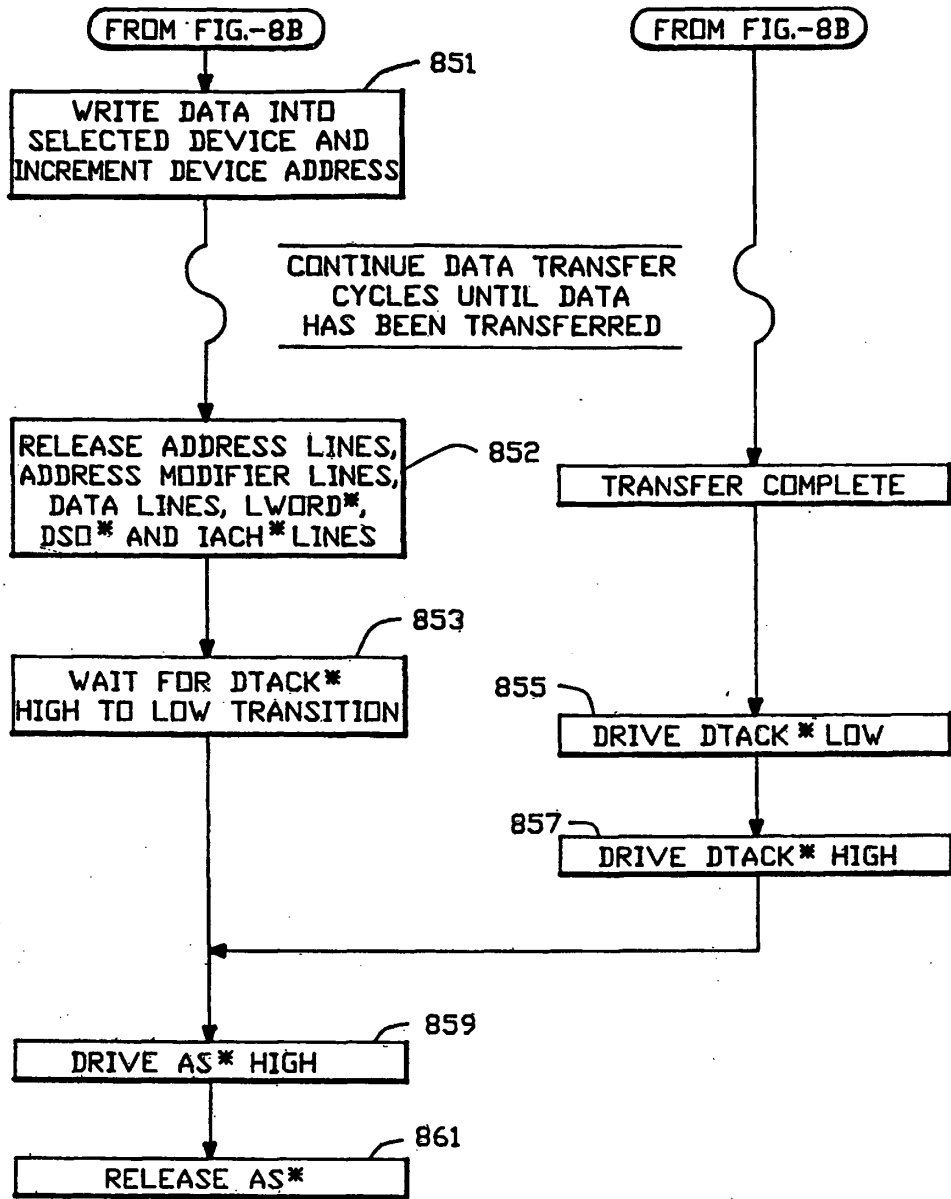 FROM FIG.-8B
FROM FIG.-8B
851
WRITE DATA INTO
SELECTED DEVICE AND
INCREMENT DEVICE ADDRESS
CONTINUE DATA TRANSFER
CYCLES UNTIL DATA
HAS BEEN TRANSFERRED
RELEASE ADDRESS LINES,
ADDRESS MODIFIER LINES,
DATA LINES, LWORD*,
DSO* AND IACH* LINES
852
TRANSFER COMPLETE
853
WAIT FOR DTACK*
HIGH TO LOW TRANSITION
855
DRIVE DTACK* LOW
857
DRIVE DTACK* HIGH
859
DRIVE AS* HIGH
861
RELEASE AS*